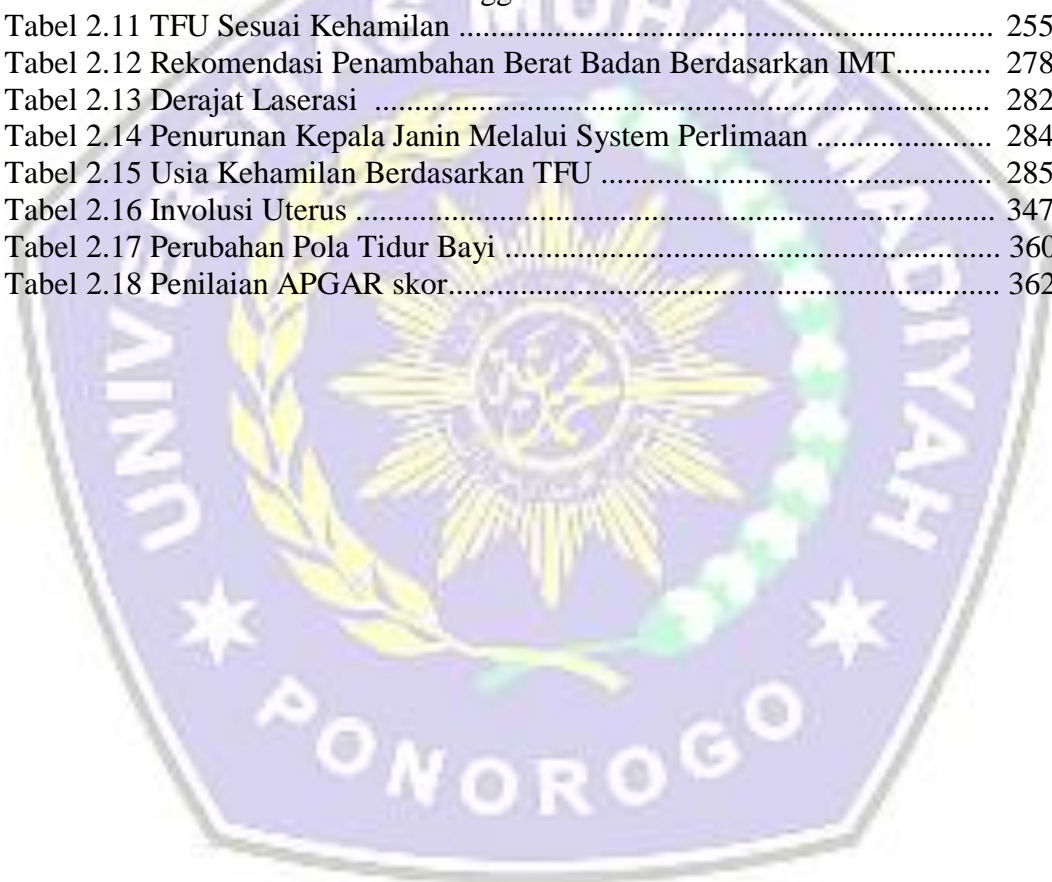 Tabel 2.11 TFU Sesuai Kehamilan .................................................................... 255
Tabel 2.12 Rekomendasi Penambahan Berat Badan Berdasarkan IMT............ 278
Tabel 2.13 Derajat Laserasi .............................................................................. 282
Tabel 2.14 Penurunan Kepala Janin Melalui System Perlimaan ...................... 284
Tabel 2.15 Usia Kehamilan Berdasarkan TFU .................................................. 285
Tabel 2.16 Involusi Uterus ................................................................................. 347
Tabel 2.17 Perubahan Pola Tidur Bayi ............................................................... 360
Tabel 2.18 Penilaian APGAR skor...................................................................... 362
MUHAMMADIYAH
PONOROGO